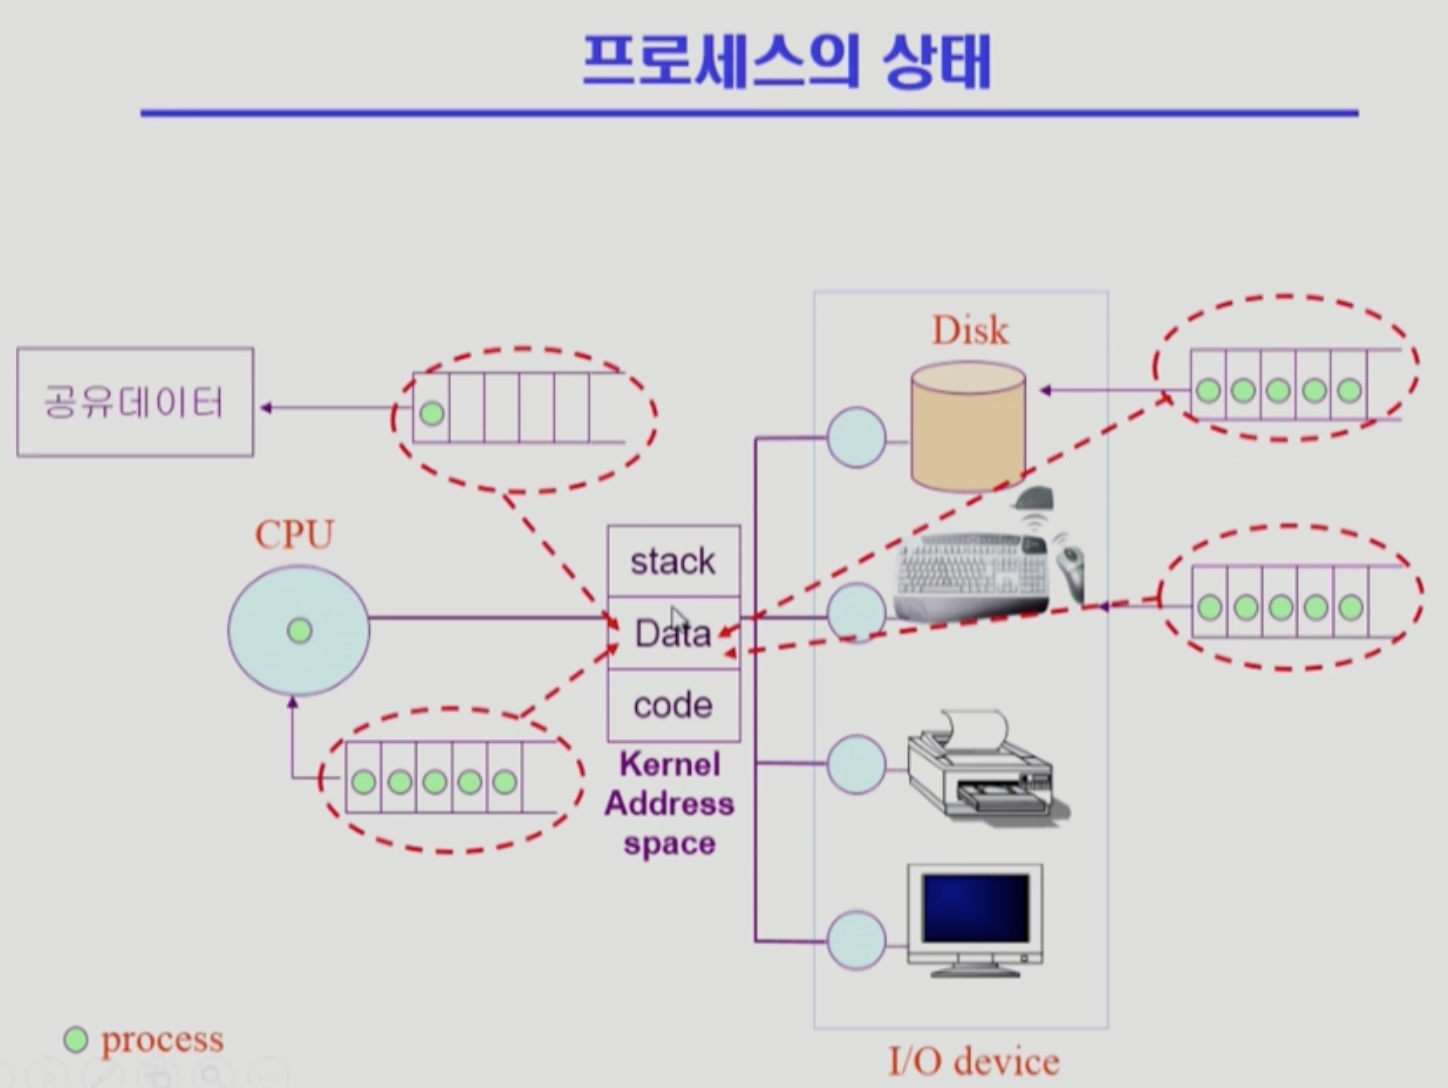 프로세스의 상태
Disk
공유데이터
CPU
stack
Data
code
Kernel
Address
space
process
I/O device